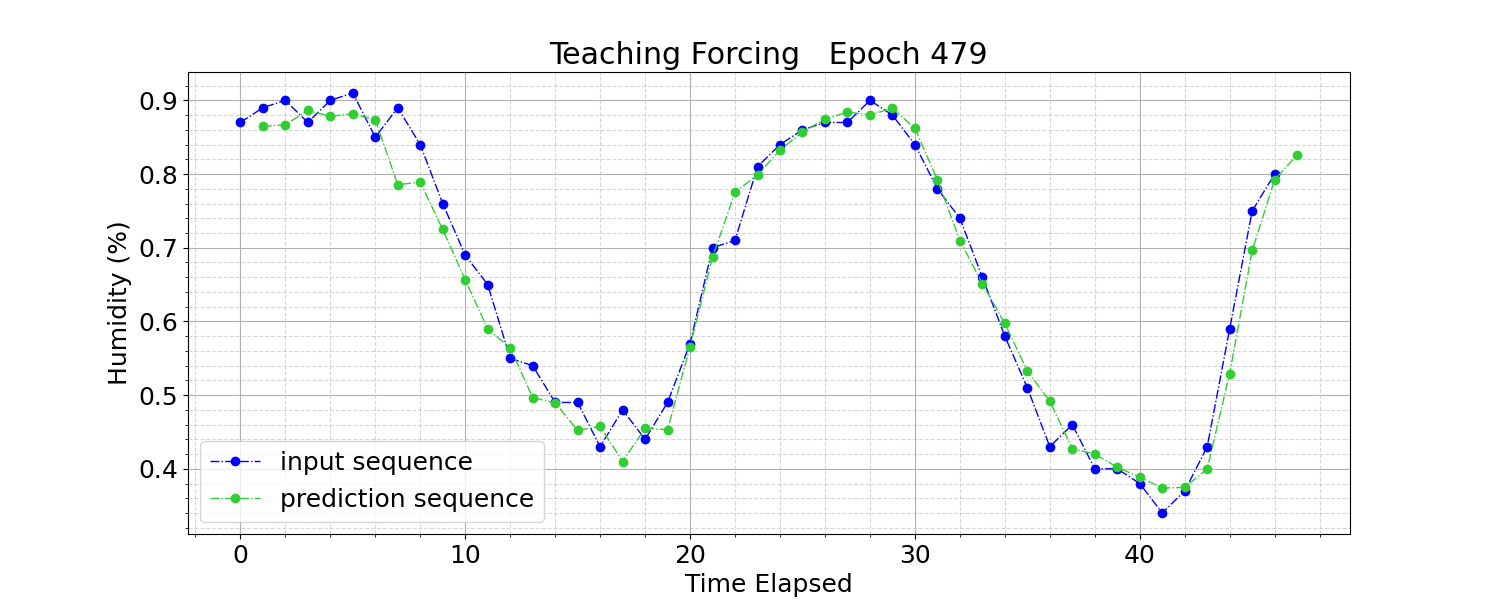 Teaching Forcing   Epoch 479
Humidity (%)
0.9
0.8
0.7
0.6
0.5
0.4
input sequence
prediction sequence
0 10 20 30 40
Time Elapsed